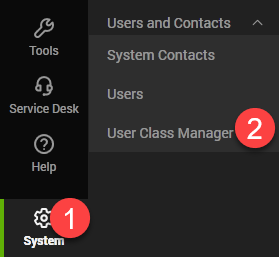 Tools
Service Desk
Help
1
System
Users and Contacts
System Contacts
Users
User Class Manager
2